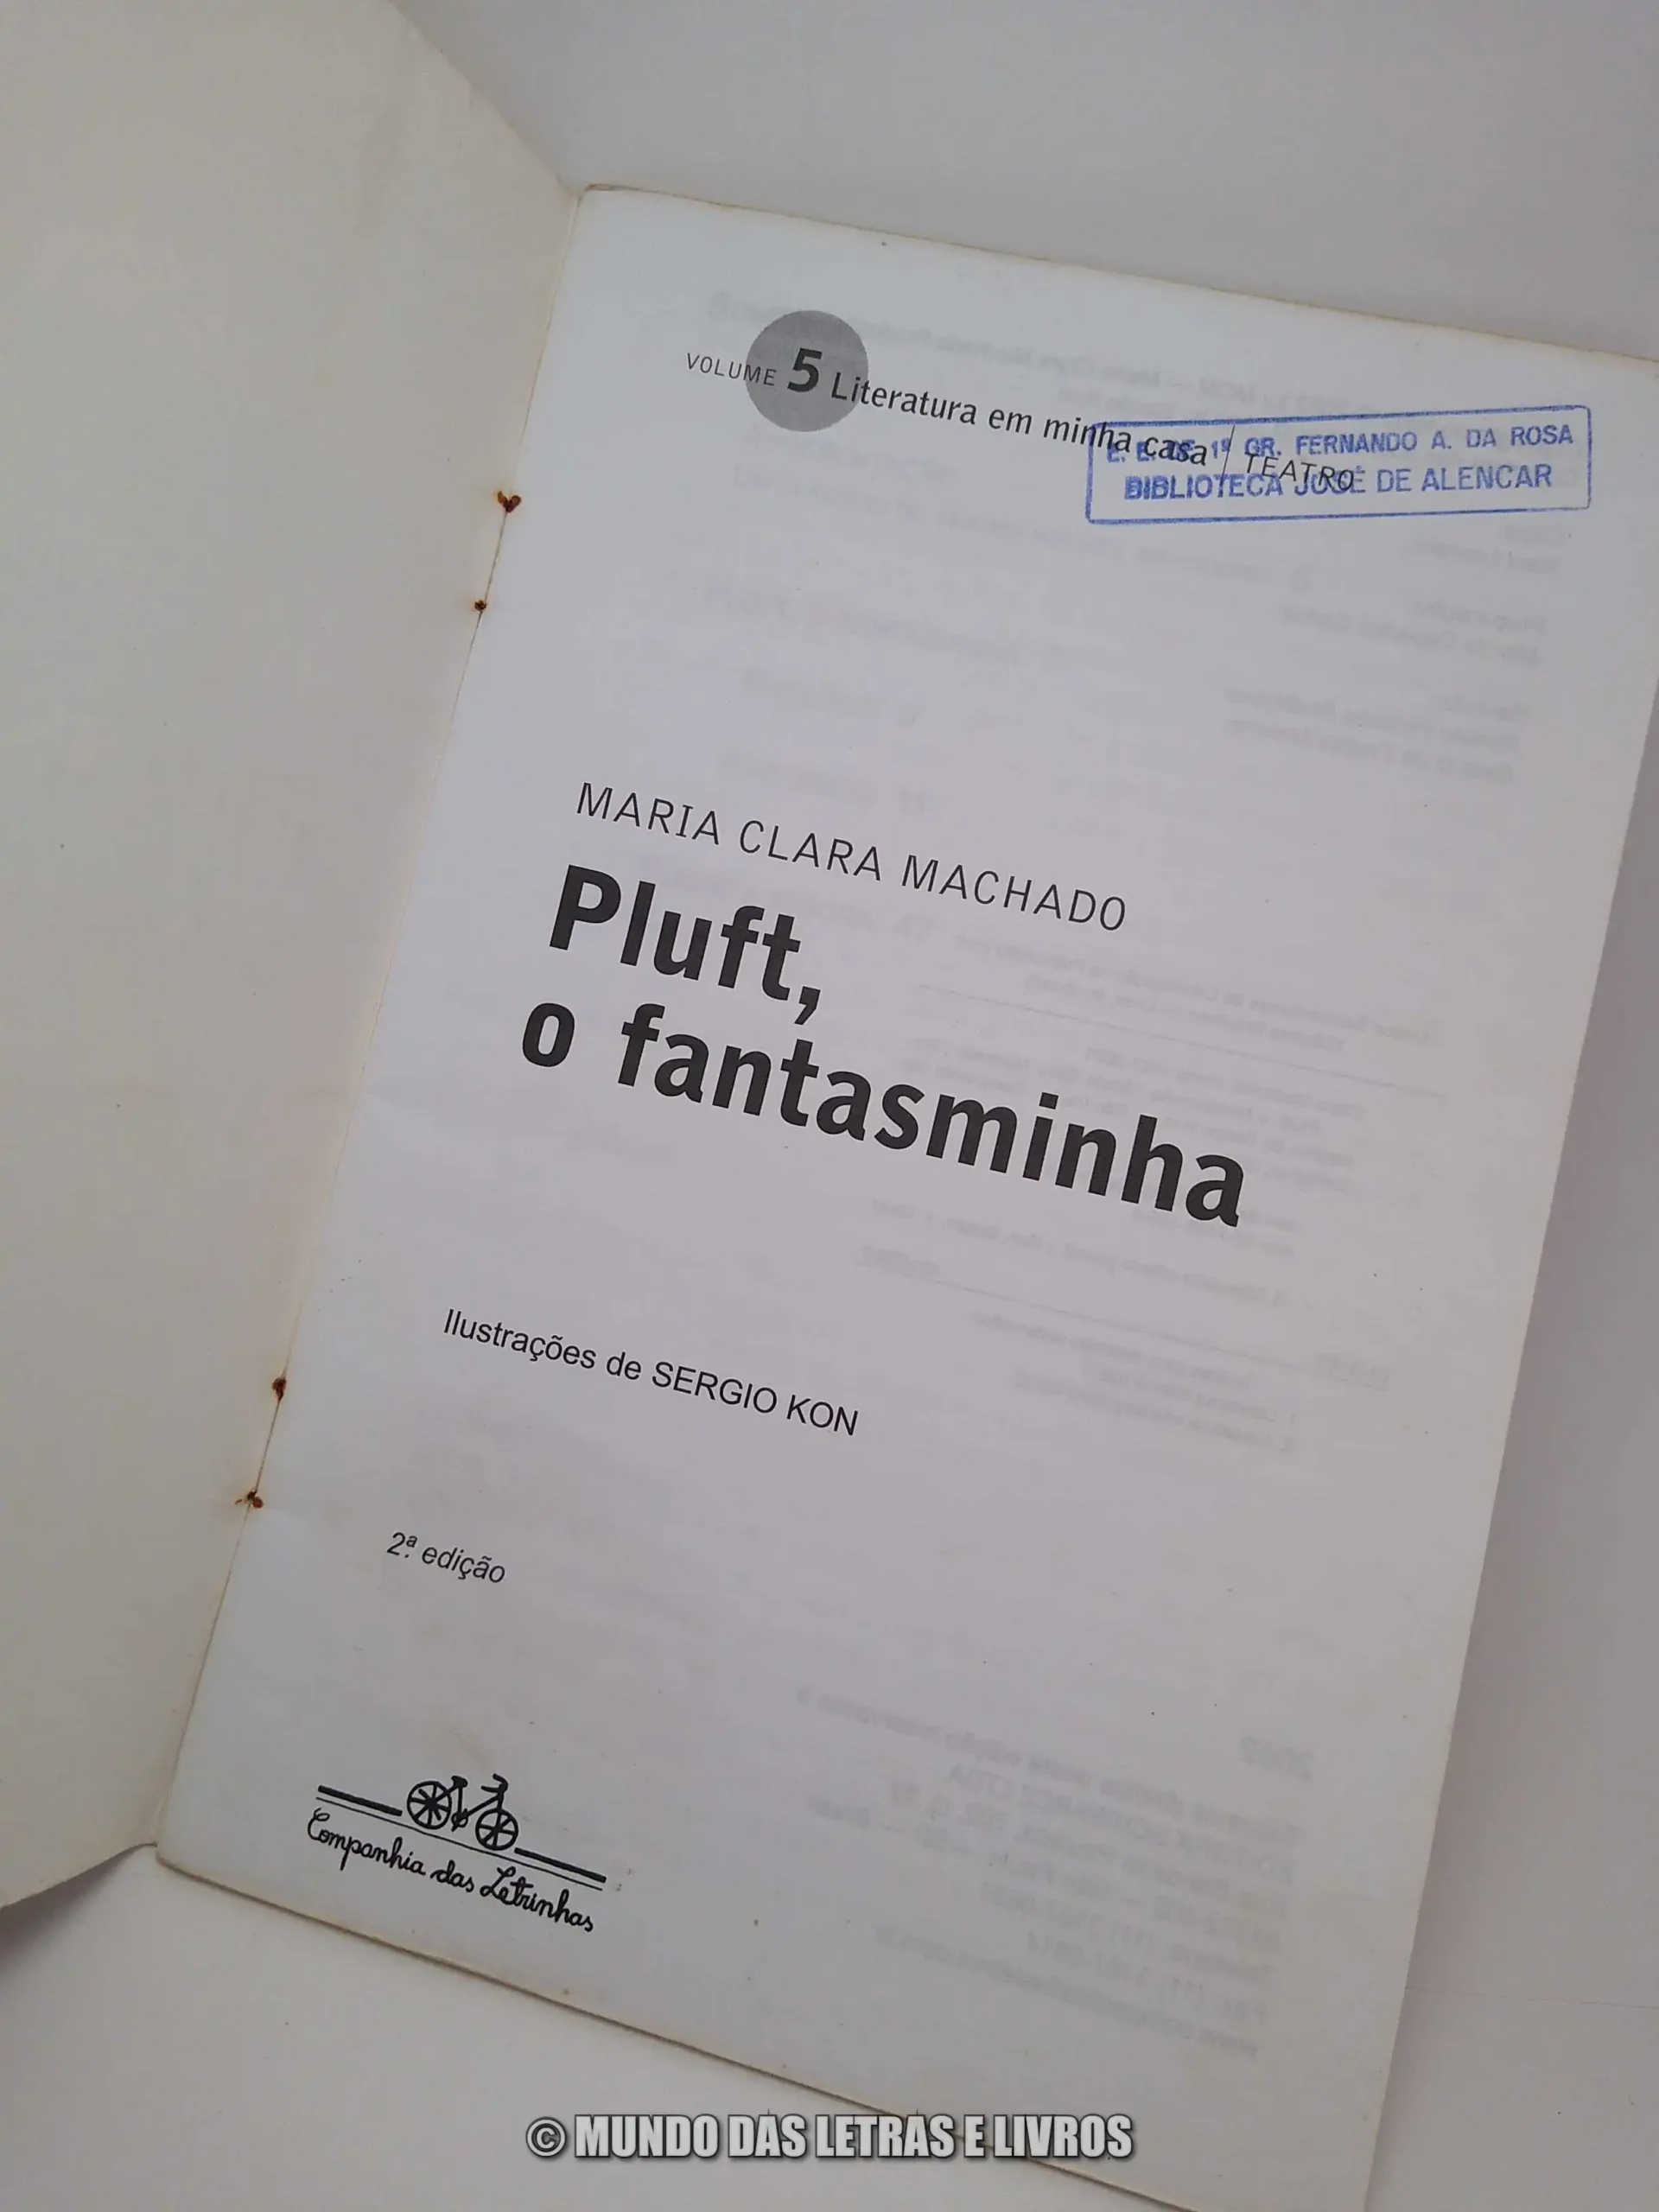 VOLUME 5 Literatura em minha casa / TEATRO
E. E. DE 1º GR. FERNANDO A. DA ROSA
BIBLIOTECA JOSÉ DE ALENCAR
MARIA CLARA MACHADO
Pluft,
o fantasminha
Ilustrações de SERGIO KON
2ª edição
Companhia das Letrinhas
© MUNDO DAS LETRAS E LIVROS